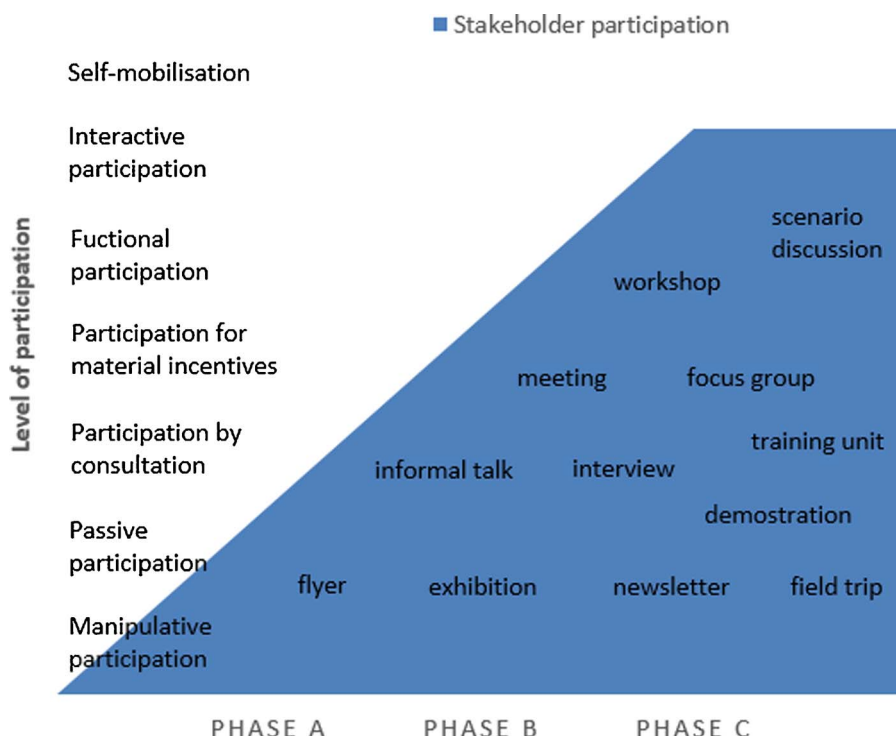 Stakeholder participation
Level of participation
Self-mobilisation
Interactive
participation
Fuctional
participation
Participation for
material incentives
Participation by
consultation
Passive
participation
Manipulative
participation
scenario
discussion
workshop
meeting
focus group
training unit
informal talk
interview
demostration
flyer
exhibition
newsletter
field trip
PHASE A
PHASE B
PHASE C